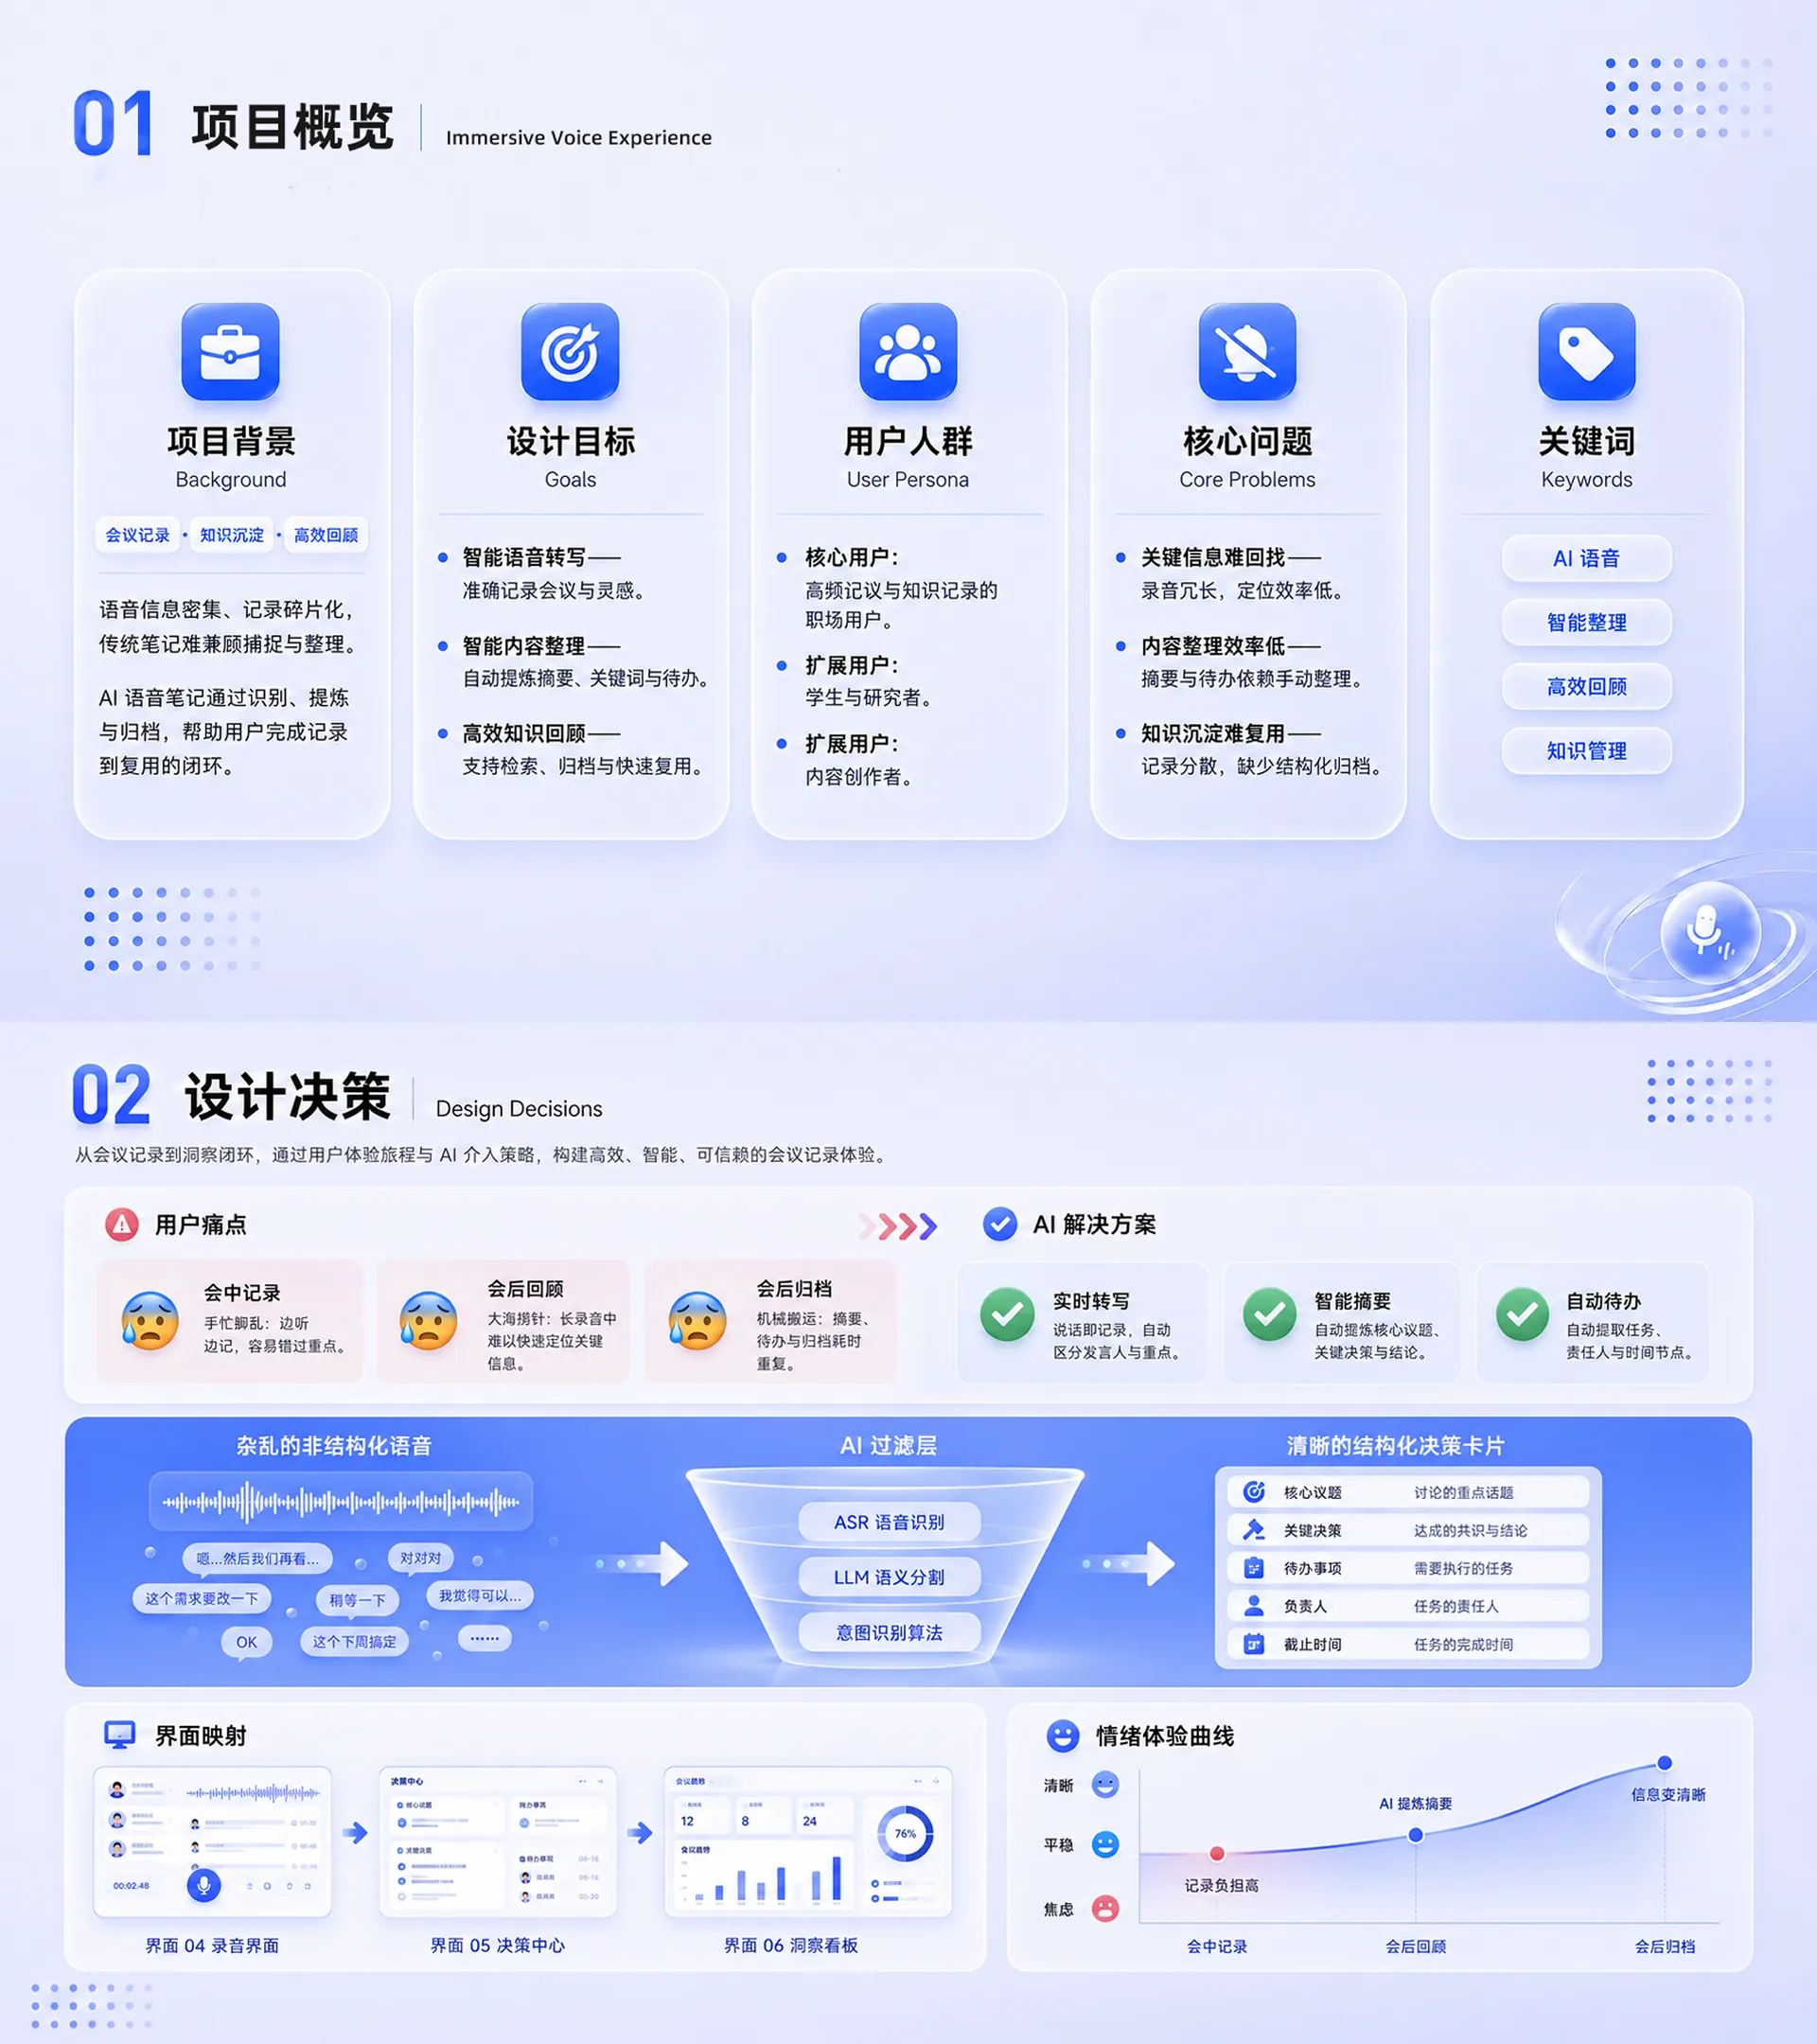 01 项目概览 Immersive Voice Experience
项目背景
Background
会议记录 · 知识沉淀 · 高效回顾
语音信息密集、记录碎片化，
传统笔记难兼顾捕捉与整理。
AI 语音笔记通过识别、提炼
与归档，帮助用户完成记录
到复用的闭环。
设计目标
Goals
智能语音转写——
准确记录会议与灵感。
智能内容整理——
自动提炼摘要、关键词与待办。
高效知识回顾——
支持检索、归档与快速复用。
用户人群
User Persona
核心用户：
高频记议与知识记录的
职场用户。
扩展用户：
学生与研究者。
扩展用户：
内容创作者。
核心问题
Core Problems
关键信息难回找——
录音冗长，定位效率低。
内容整理效率低——
摘要与待办依赖手动整理。
知识沉淀难复用——
记录分散，缺少结构化归档。
关键词
Keywords
AI 语音
智能整理
高效回顾
知识管理
02 设计决策 Design Decisions
从会议记录到洞察闭环，通过用户体验旅程与 AI 介入策略，构建高效、智能、可信赖的会议记录体验。
用户痛点
会中记录
手忙脚乱：边听
边记，容易错过重点。
会后回顾
大海捞针：长录音中
难以快速定位关键
信息。
会后归档
机械搬运：摘要、
待办与归档耗时
重复。
AI 解决方案
实时转写
说话即记录，自动
区分发言人与重点。
智能摘要
自动提炼核心议题、
关键决策与结论。
自动待办
自动提取任务、
责任人与时间节点。
杂乱的非结构化语音
嗯...然后我们再看...
对对对
这个需求要改一下
稍等一下
我觉得可以...
OK
这个下周搞定
......
AI 过滤层
ASR 语音识别
LLM 语义分割
意图识别算法
清晰的结构化决策卡片
核心议题 讨论的重点话题
关键决策 达成的共识与结论
待办事项 需要执行的任务
负责人 任务的责任人
截止时间 任务的完成时间
界面映射
00:02.48
界面 04 录音界面
决策中心
界面 05 决策中心
12
8
24
76%
界面 06 洞察看板
情绪体验曲线
清晰
平稳
焦虑
记录负担高
AI 提炼摘要
信息变清晰
会中记录
会后回顾
会后归档